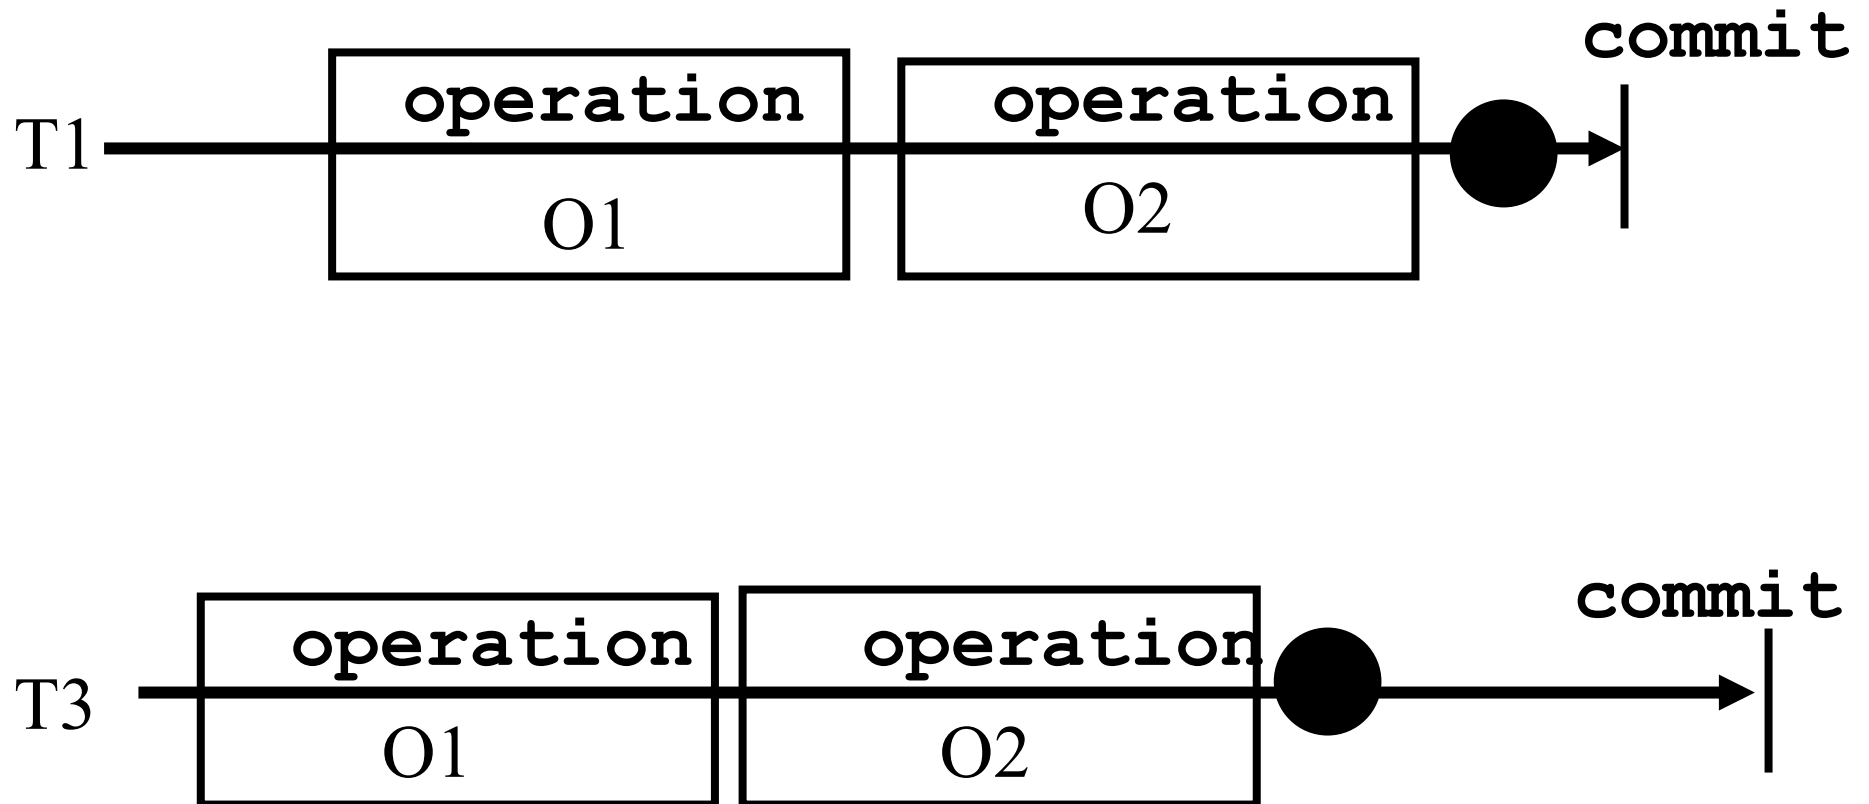 commit
operation operation
T1
O1 O2
commit
operation operation
T3
O1 O2